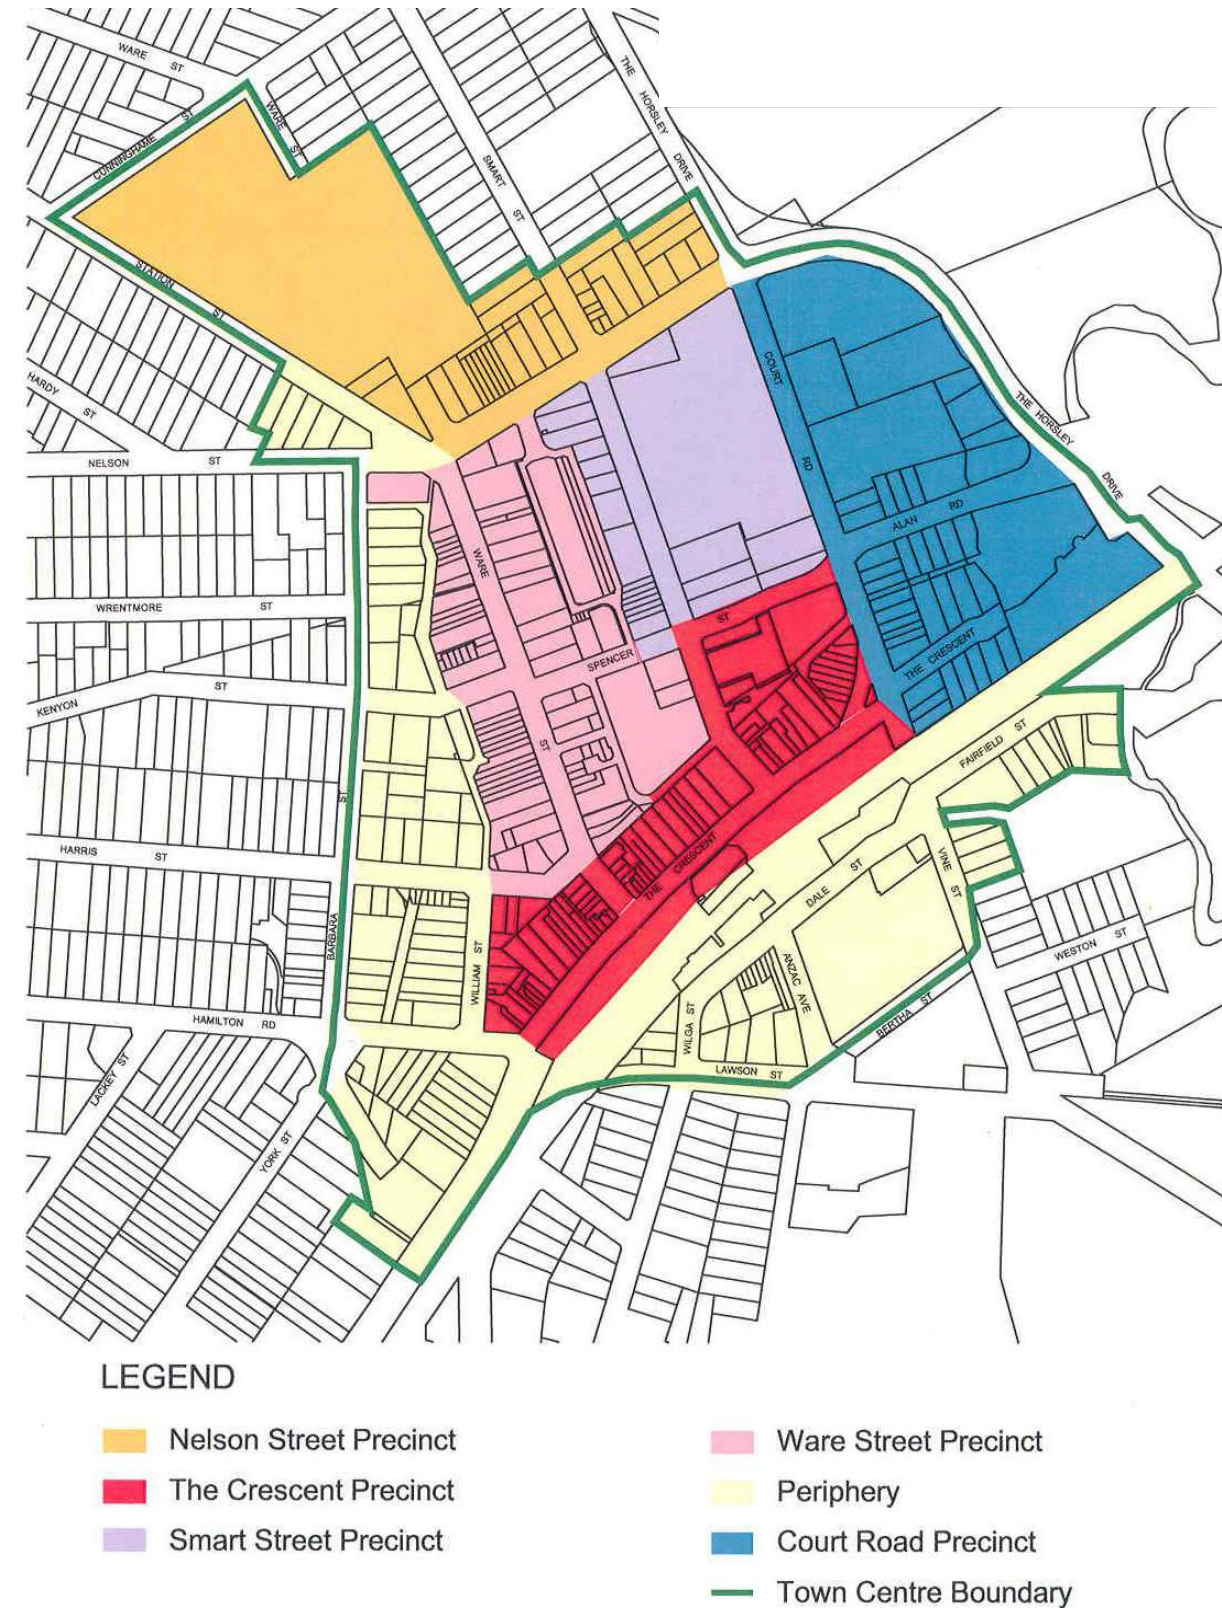 WARE ST
THE HORSLEY DRIVE
WARE ST
CUNNINGHAME ST
SMART ST
STATION ST
COURT RD
HARDY ST
THE HORSLEY DRIVE
NELSON ST
ALAN RD
WARE ST
WRENTMORE ST
ST
SPENCER
THE CRESCENT
KENYON ST
FAIRFIELD ST
BARBARA ST
HARRIS ST
THE CRESCENT
VINE ST
DALE ST
WESTON ST
WILLIAM ST
ANZAC AVE
BERTHA ST
HAMILTON RD
WILGA ST
LACKEY ST
LAWSON ST
YORK ST
LEGEND
Nelson Street Precinct
The Crescent Precinct
Smart Street Precinct
Ware Street Precinct
Periphery
Court Road Precinct
Town Centre Boundary